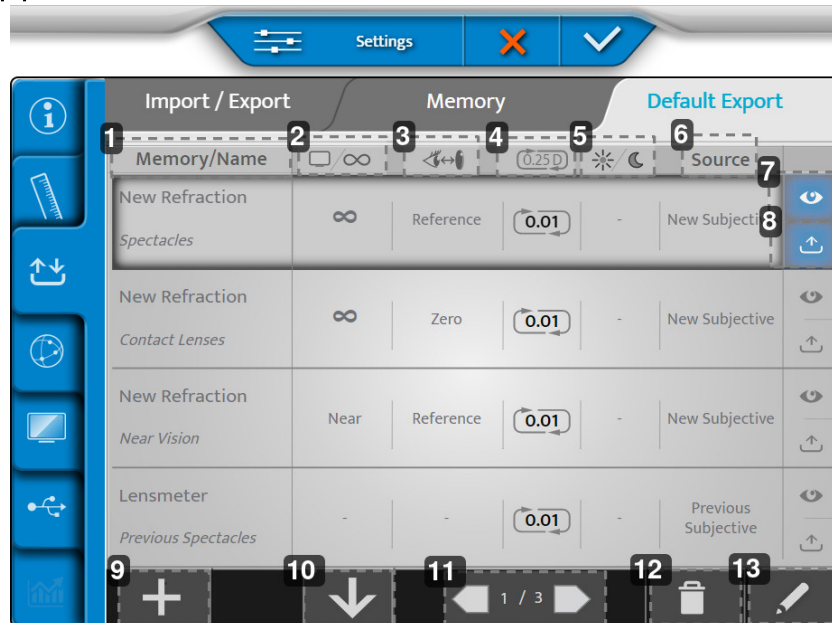 Settings
Import / Export
Memory
Default Export
1
2
3
4
5
6
Memory/Name
/∞
0.25 D
/
Source
7
New Refraction
Spectacles
∞
Reference
0.01
-
New Subjecti
8
New Refraction
Contact Lenses
∞
Zero
0.01
-
New Subjective
New Refraction
Near Vision
Near
Reference
0.01
-
New Subjective
Lensmeter
Previous Spectacles
-
-
0.01
-
Previous
Subjective
9
10
11
12
13
1 / 3